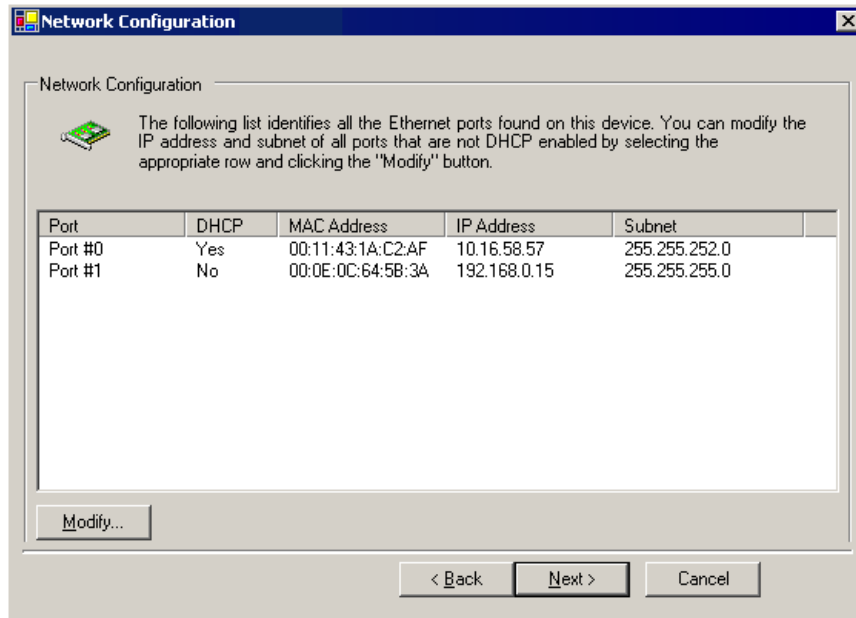 Network Configuration
Network Configuration
The following list identifies all the Ethernet ports found on this device. You can modify the
IP address and subnet of all ports that are not DHCP enabled by selecting the
appropriate row and clicking the "Modify" button.
Port DHCP MAC Address IP Address Subnet
Port #0 Yes 00:11:43:1A:C2:AF 10.16.58.57 255.255.252.0
Port #1 No 00:0E:0C:64:5B:3A 192.168.0.15 255.255.255.0
Modify...
< Back Next > Cancel